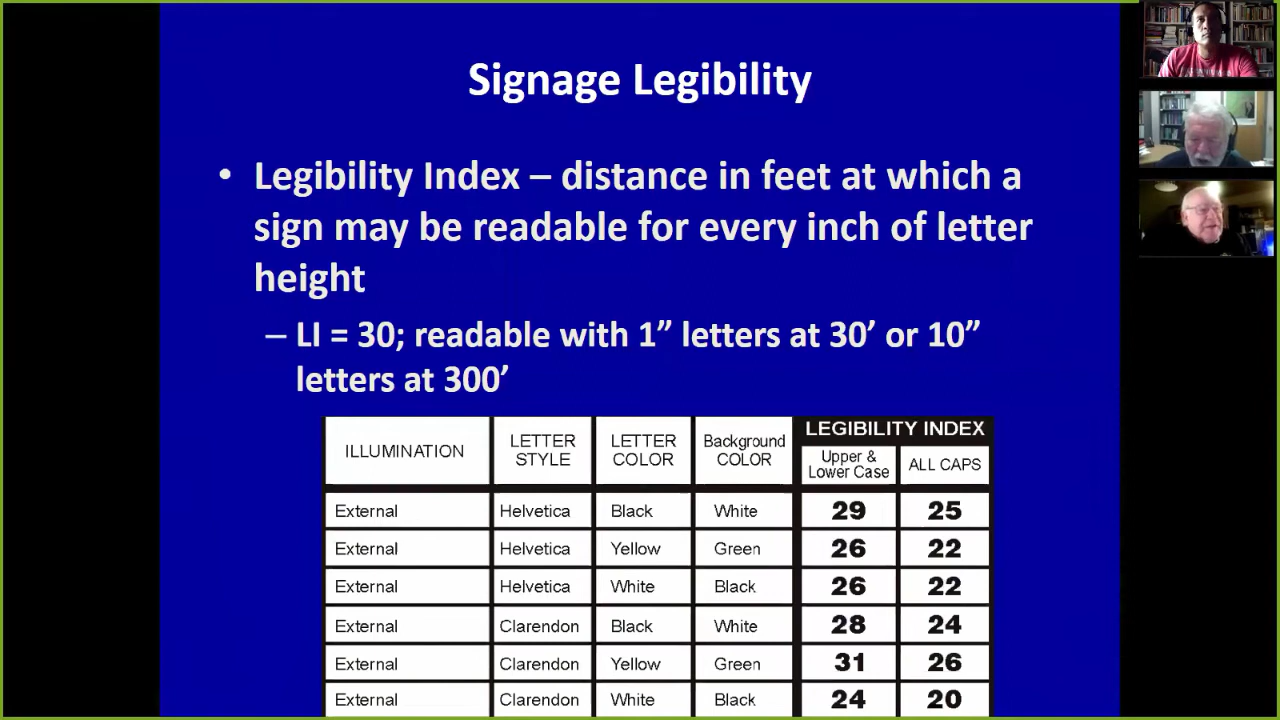 Signage Legibility
• Legibility Index – distance in feet at which a
sign may be readable for every inch of letter
height
– LI = 30; readable with 1” letters at 30’ or 10”
letters at 300’
ILLUMINATION LETTER STYLE LETTER COLOR Background COLOR LEGIBILITY INDEX
Upper & Lower Case ALL CAPS
External Helvetica Black White 29 25
External Helvetica Yellow Green 26 22
External Helvetica White Black 26 22
External Clarendon Black White 28 24
External Clarendon Yellow Green 31 26
External Clarendon White Black 24 20